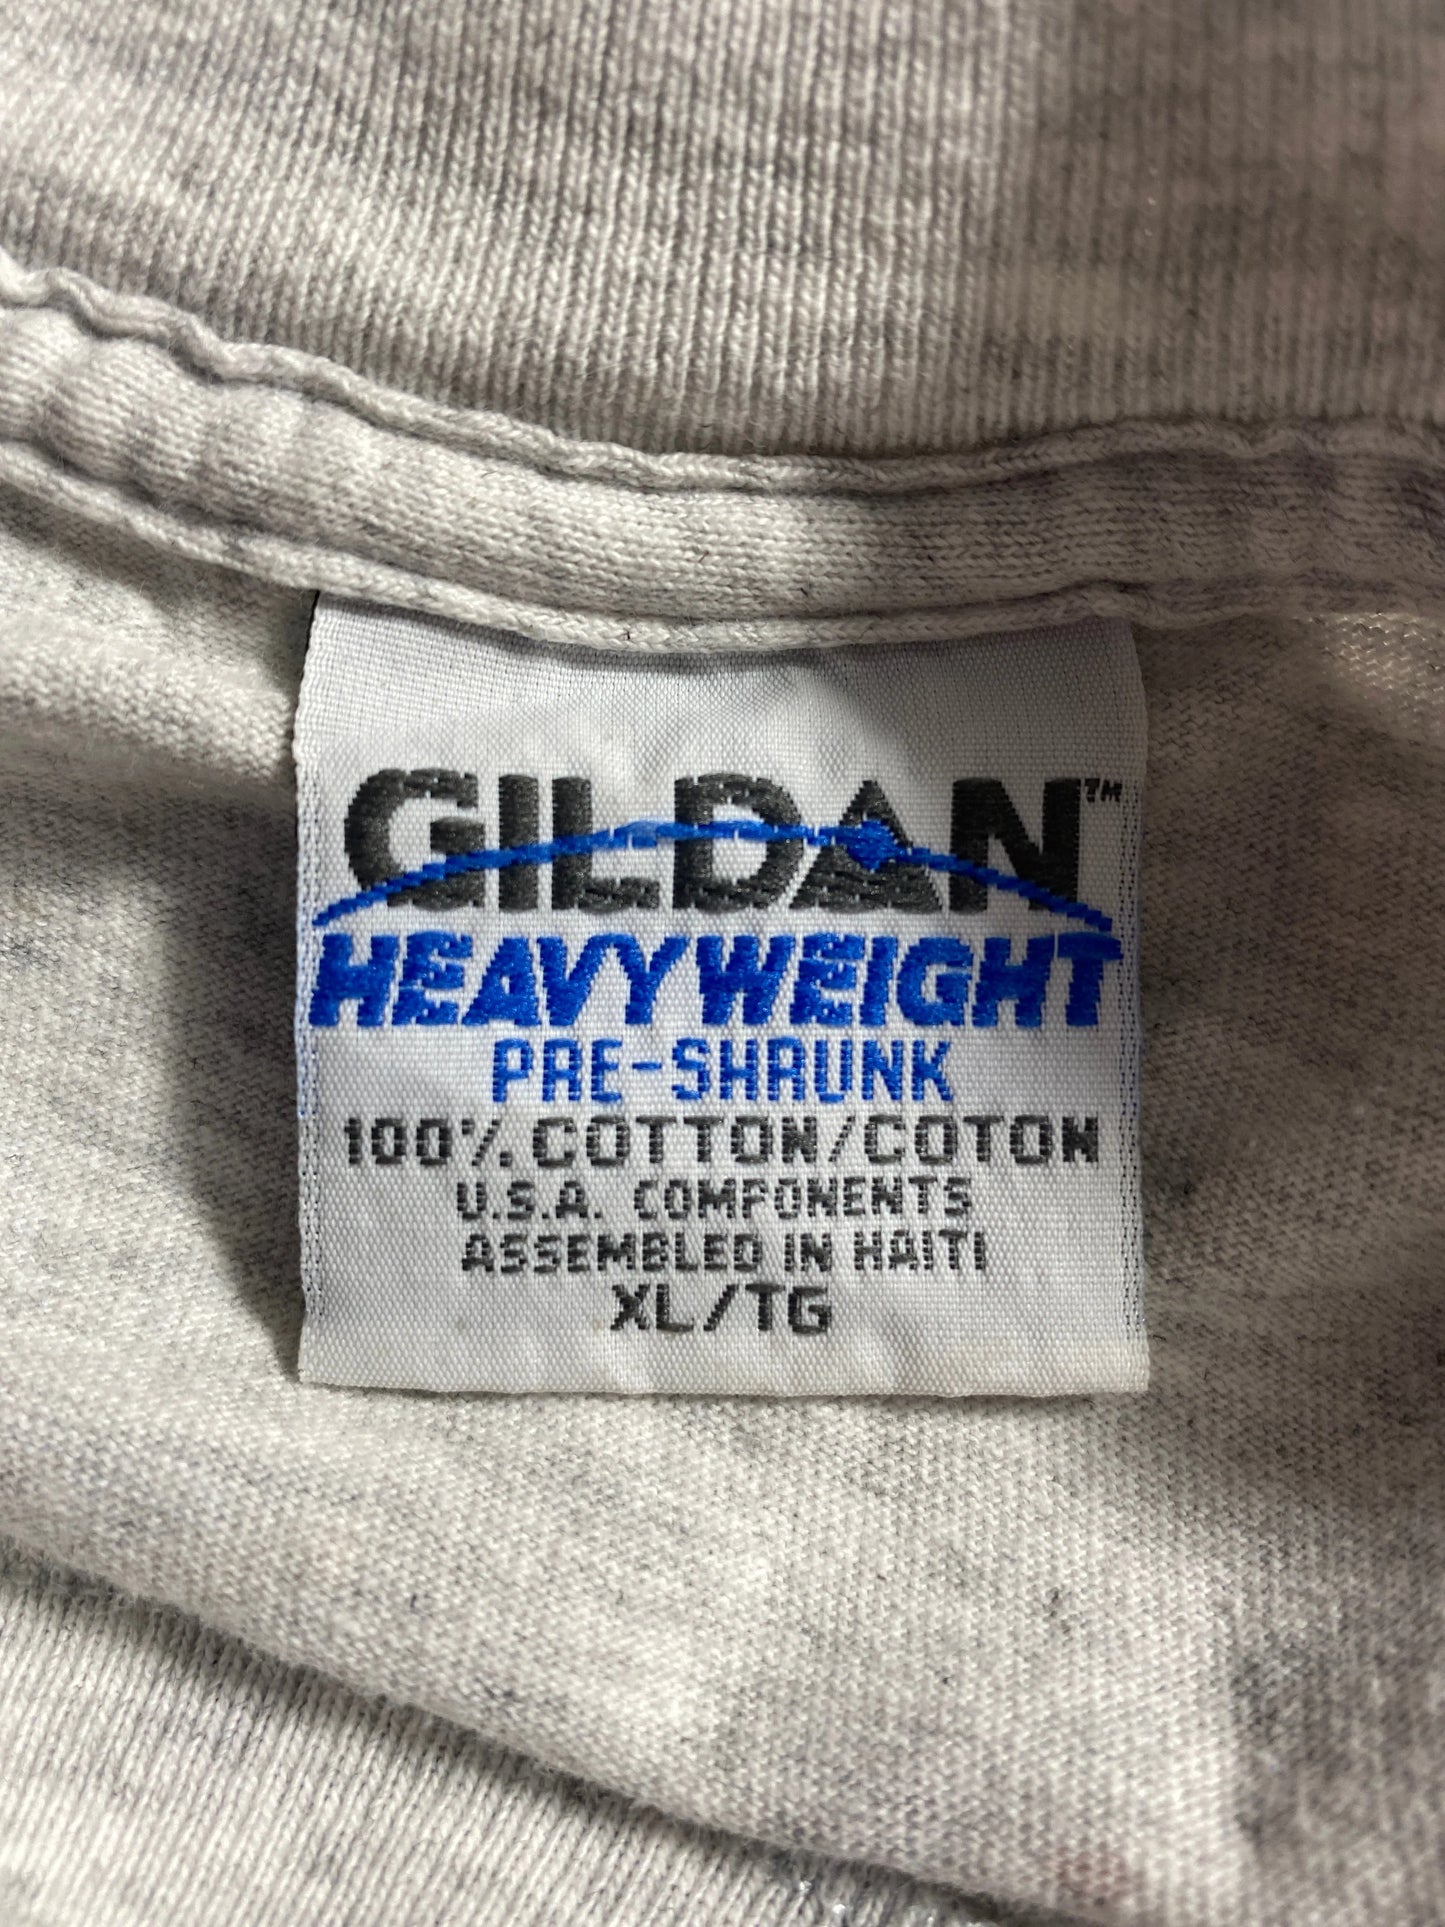 GILDAN™
HEAVYWEIGHT
PRE-SHRUNK
100% COTTON/COTON
U.S.A. COMPONENTS
ASSEMBLED IN HAITI
XL/TG